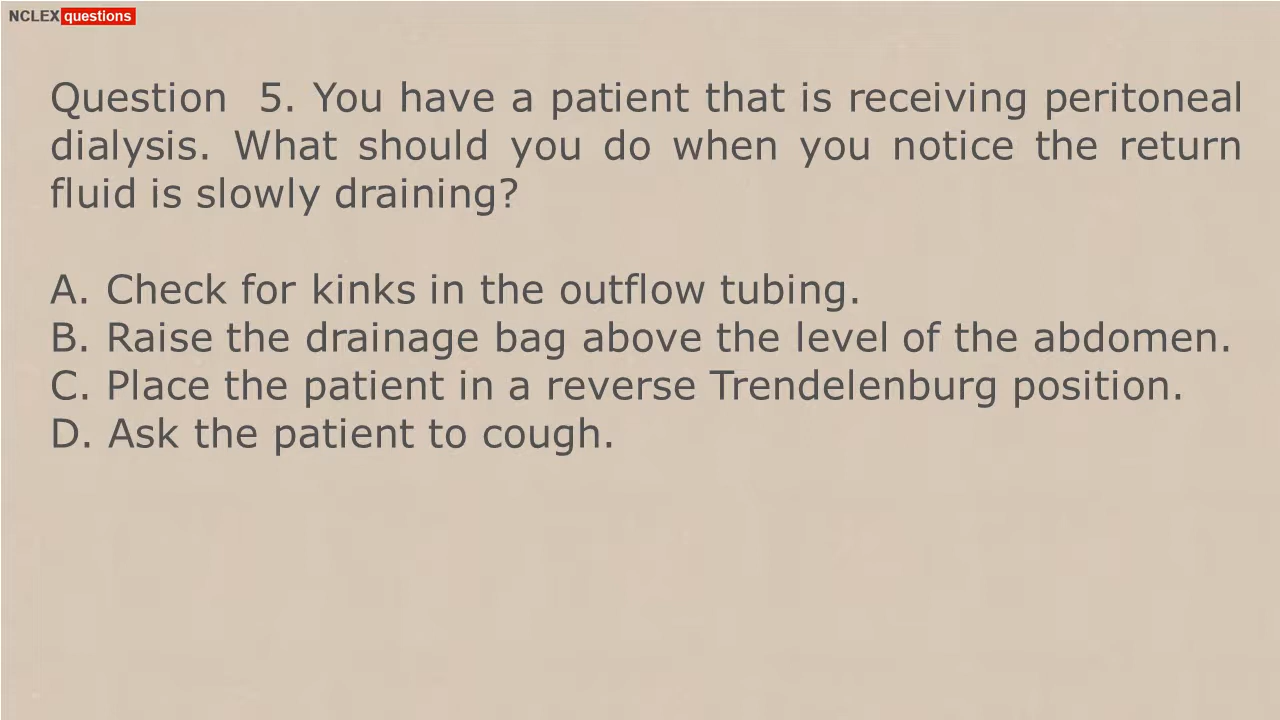 NCLEX questions
Question 5. You have a patient that is receiving peritoneal
dialysis. What should you do when you notice the return
fluid is slowly draining?
A. Check for kinks in the outflow tubing.
B. Raise the drainage bag above the level of the abdomen.
C. Place the patient in a reverse Trendelenburg position.
D. Ask the patient to cough.